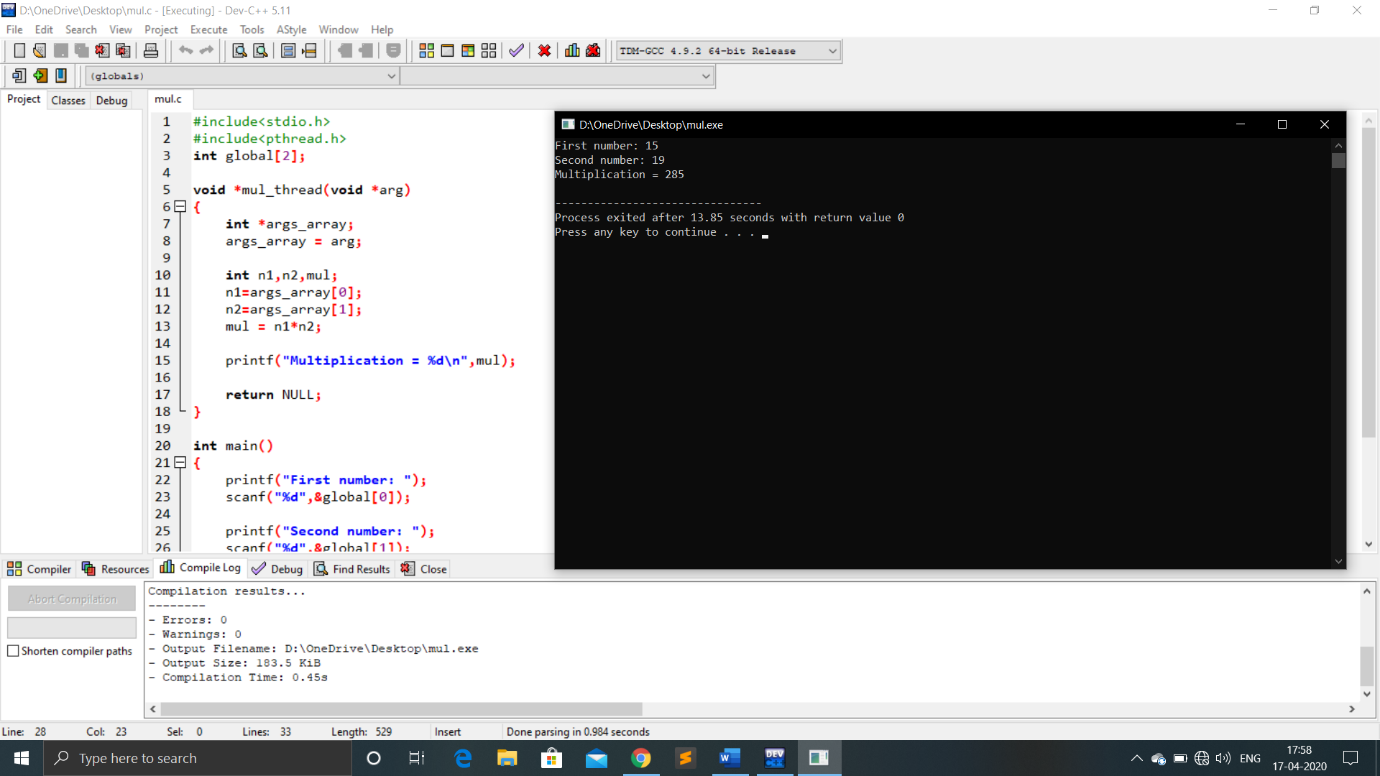 D:\OneDrive\Desktop\mul.c - [Executing] - Dev-C++ 5.11
File Edit Search View Project Execute Tools AStyle Window Help
TDM-GCC 4.9.2 64-bit Release
(globals)
Project Classes Debug
mul.c
1 #include<stdio.h>
2 #include<pthread.h>
3 int global[2];
4
5 void *mul_thread(void *arg)
6 {
7 int *args_array;
8 args_array = arg;
9
10 int n1,n2,mul;
11 n1=args_array[0];
12 n2=args_array[1];
13 mul = n1*n2;
14
15 printf("Multiplication = %d\n",mul);
16
17 return NULL;
18 }
19
20 int main()
21 {
22 printf("First number: ");
23 scanf("%d",&global[0]);
24
25 printf("Second number: ");
26 scanf("%d",&global[1]);
D:\OneDrive\Desktop\mul.exe
First number: 15
Second number: 19
Multiplication = 285
--------------------------------
Process exited after 13.85 seconds with return value 0
Press any key to continue . . .
Compiler Resources Compile Log Debug Find Results Close
Abort Compilation
Shorten compiler paths
Compilation results...
--------
- Errors: 0
- Warnings: 0
- Output Filename: D:\OneDrive\Desktop\mul.exe
- Output Size: 183.5 KiB
- Compilation Time: 0.45s
Line: 28 Col: 23 Sel: 0 Lines: 33 Length: 529 Insert Done parsing in 0.984 seconds
Type here to search
ENG
17:58
17-04-2020